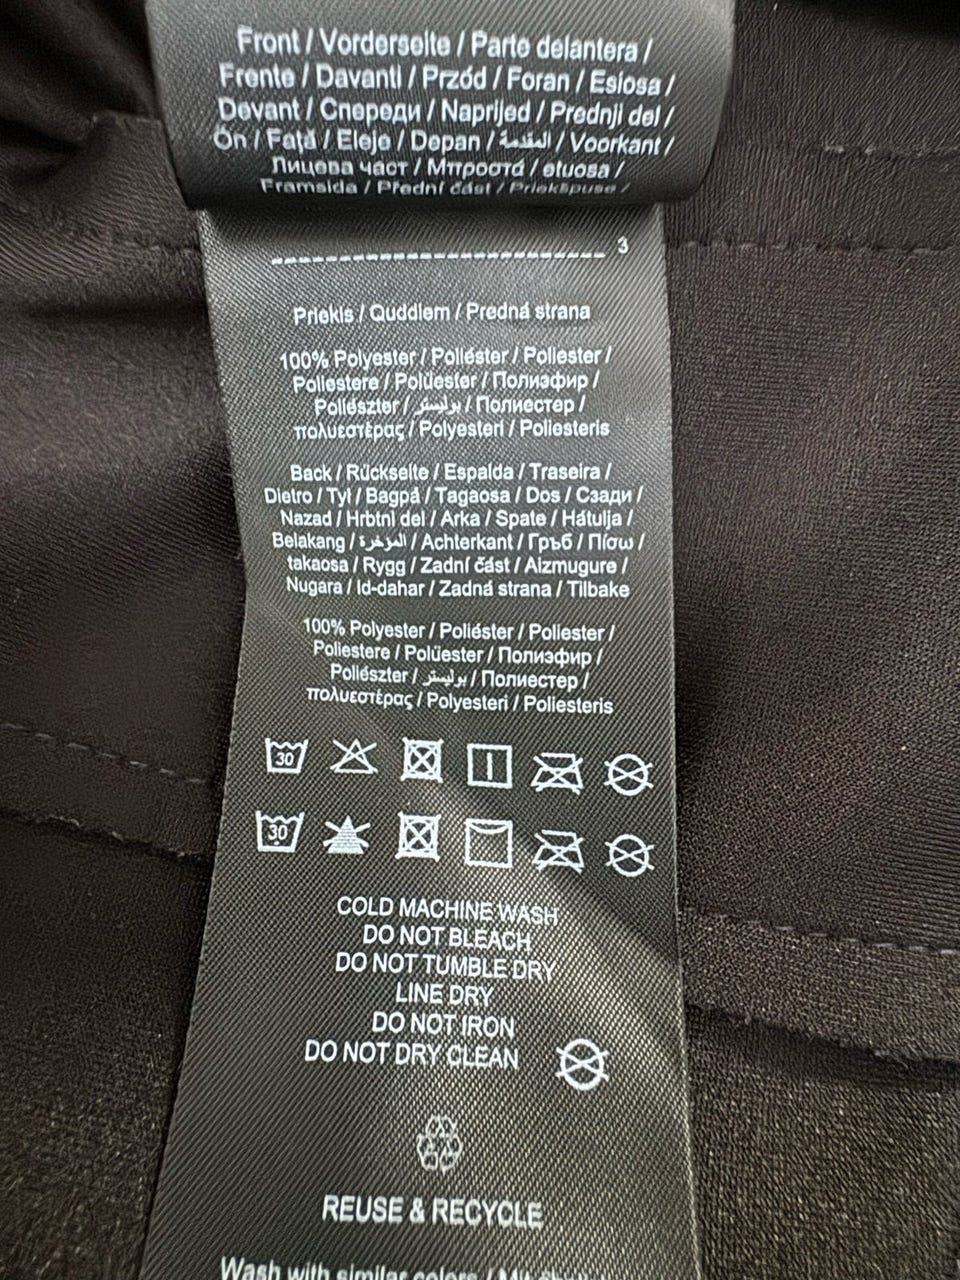 Front / Vorderseite / Parte delantera /
Frente / Davanti / Przód / Foran / Esiosa /
Devant / Спереди / Naprijed / Prednji del /
Ön / Față / Eleje / Depan / المقدمة / Voorkant /
Лицева част / Μπροστά / etuosa /
Framsida / Přední část / Priekšpuse /
3
Priekis / Quddiem / Predná strana
100% Polyester / Poliéster / Poliester /
Poliestere / Polüester / Полиэфир /
Poliészter / بوليستر / Полиестер /
πολυεστέρας / Polyesteri / Poliesteris
Back / Rückseite / Espalda / Traseira /
Dietro / Tył / Bagpå / Tagaosa / Dos / Сзади /
Nazad / Hrbtni del / Arka / Spate / Hátulja /
Belakang / المؤخرة / Achterkant / Гръб / Πίσω /
takaosa / Rygg / Zadní část / Aizmugure /
Nugara / Id-dahar / Zadná strana / Tilbake
100% Polyester / Poliéster / Poliester /
Poliestere / Polüester / Полиэфир /
Poliészter / بوليستر / Полиестер /
πολυεστέρας / Polyesteri / Poliesteris
30
30
COLD MACHINE WASH
DO NOT BLEACH
DO NOT TUMBLE DRY
LINE DRY
DO NOT IRON
DO NOT DRY CLEAN
REUSE & RECYCLE
Wash with similar colors /